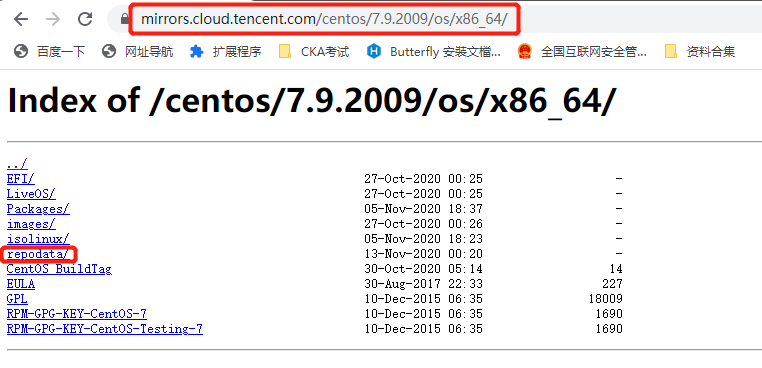 mirrors.cloud.tencent.com/centos/7.9.2009/os/x86_64/
百度一下 网址导航 扩展程序 CKA考试 Butterfly 安裝文檔... 全国互联网安全管... 资料合集
Index of /centos/7.9.2009/os/x86_64/
../
EFI/ 27-Oct-2020 00:25 -
LiveOS/ 27-Oct-2020 00:25 -
Packages/ 05-Nov-2020 18:37 -
images/ 27-Oct-2020 00:26 -
isolinux/ 05-Nov-2020 18:23 -
repodata/ 13-Nov-2020 00:20 -
CentOS_BuildTag 30-Oct-2020 05:14 14
EULA 30-Aug-2017 22:33 227
GPL 10-Dec-2015 06:35 18009
RPM-GPG-KEY-CentOS-7 10-Dec-2015 06:35 1690
RPM-GPG-KEY-CentOS-Testing-7 10-Dec-2015 06:35 1690